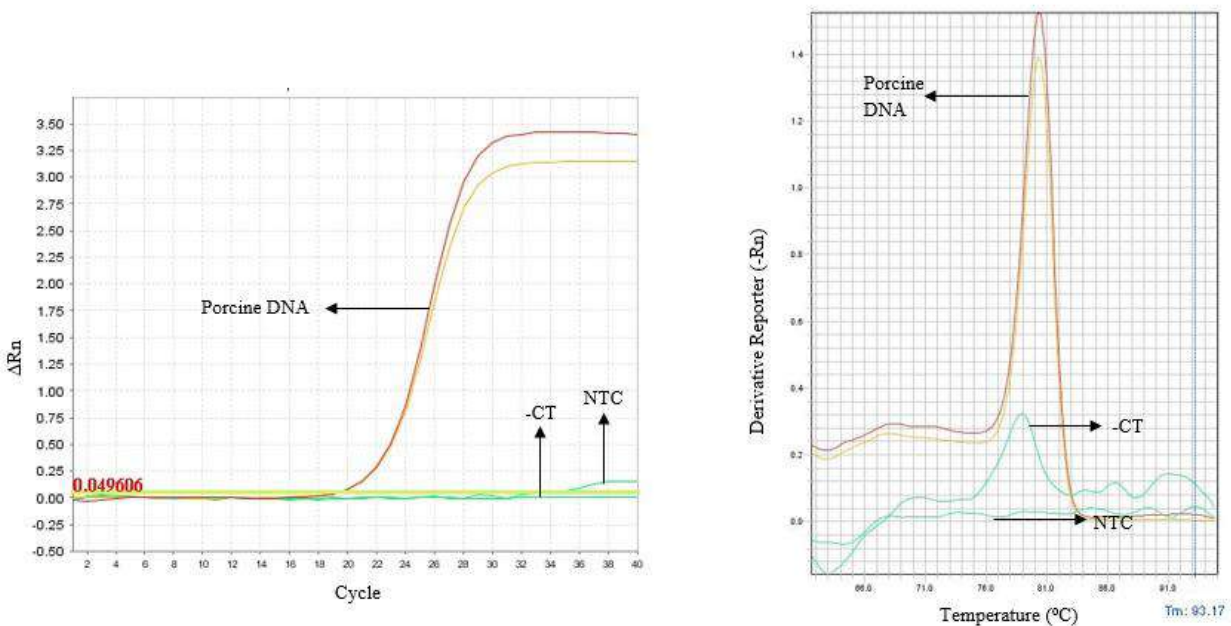 3.50
3.25
3.00
2.75
2.50
2.25
2.00
1.75
1.50
1.25
1.00
0.75
0.50
0.25
0.00
-0.25
-0.50
ΔRn
0.049606
Porcine DNA
-CT
NTC
2 4 6 8 10 12 14 16 18 20 22 24 26 28 30 32 34 36 38 40
Cycle
1.4
1.2
1.0
0.8
0.6
0.4
0.2
0.0
Derivative Reporter (-Rn)
Porcine
DNA
-CT
NTC
66.0 71.0 76.0 81.0 86.0 91.0
Temperature (ºC)
Tm: 93.17